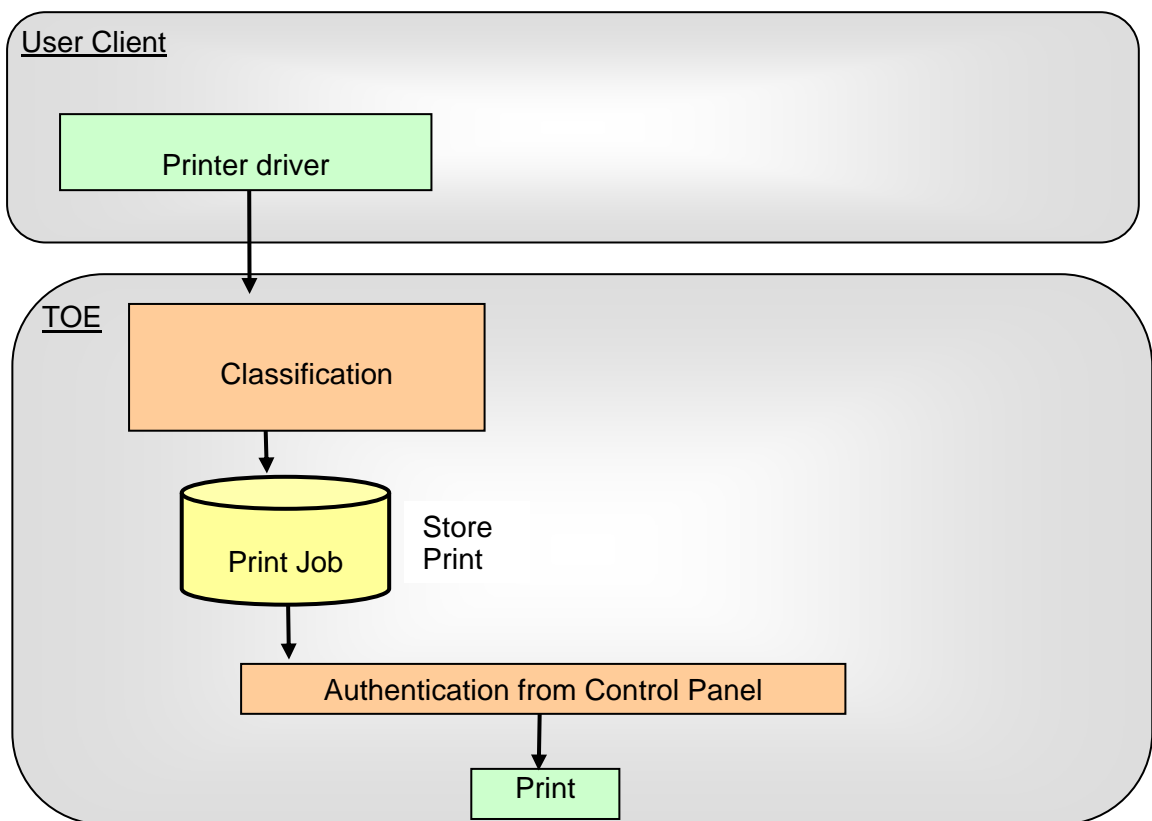 User Client
Printer driver
TOE
Classification
Print Job
Store
Print
Authentication from Control Panel
Print